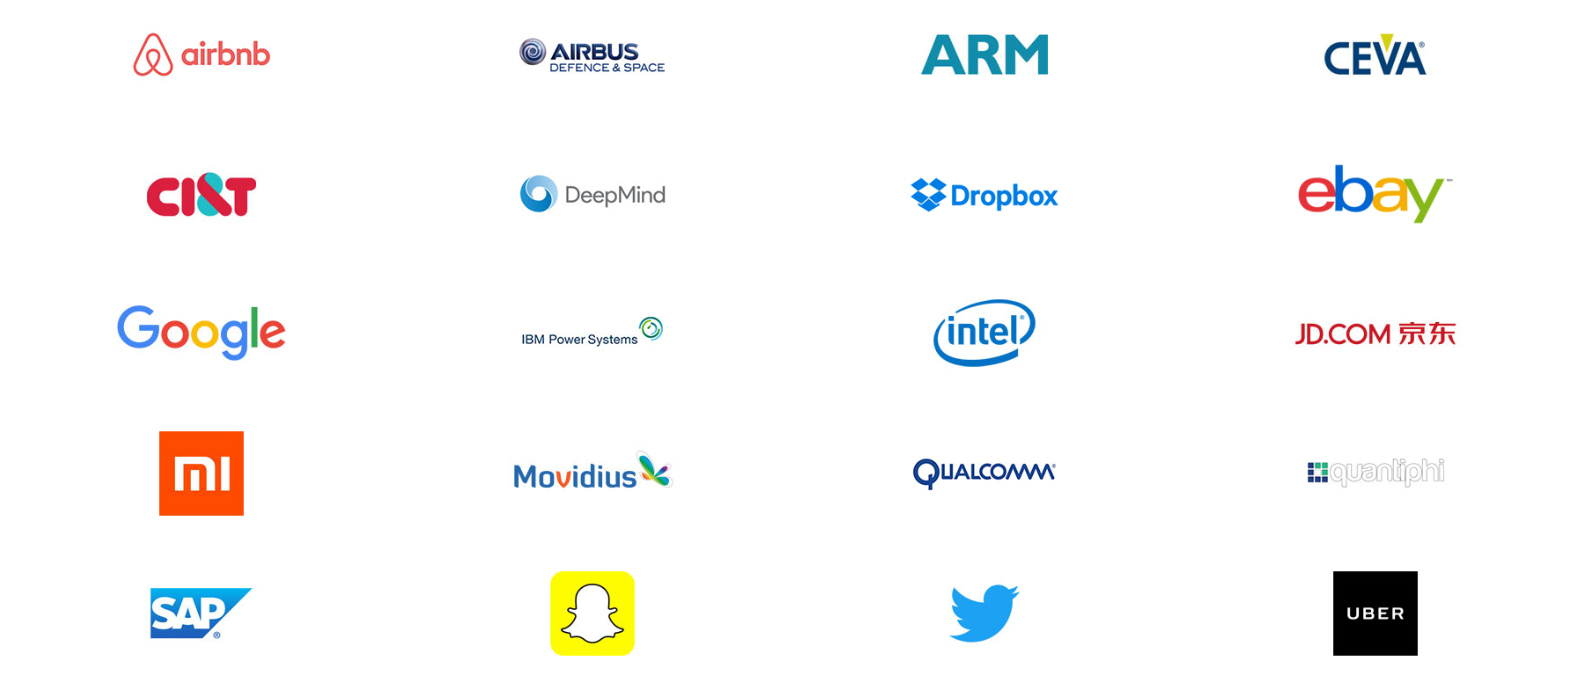 airbnb
AIRBUS
DEFENCE & SPACE
ARM
CEVA®
CI&T
DeepMind
Dropbox
ebay™
Google
IBM Power Systems
intel®
JD.COM 京东
mi
Movidius
QUALCOMM®
quantiphi
SAP®
UBER